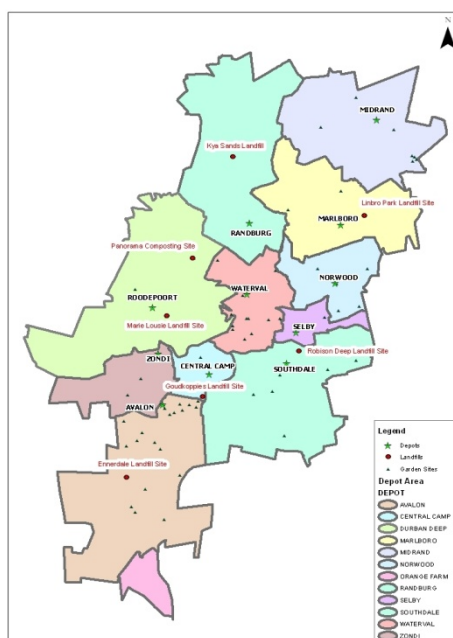 N
MIDRAND
Kya Sands Landfill
Linbro Park Landfill Site
MARLBORO
RANDBURG
Panorama Composting Site
NORWOOD
WATERVAL
ROODEPOORT
Marie Lousie Landfill Site
SELBY
Robison Deep Landfill Site
ZONDI
CENTRAL CAMP
SOUTHDALE
Goudkoppies Landfill Site
AVALON
Ennerdale Landfill Site
Legend
Depots
Landfills
Garden Sites
Depot Area
DEPOT
AVALON
CENTRAL CAMP
DURBAN DEEP
MARLBORO
MIDRAND
NORWOOD
ORANGE FARM
RANDBURG
SELBY
SOUTHDALE
WATERVAL
ZONDI